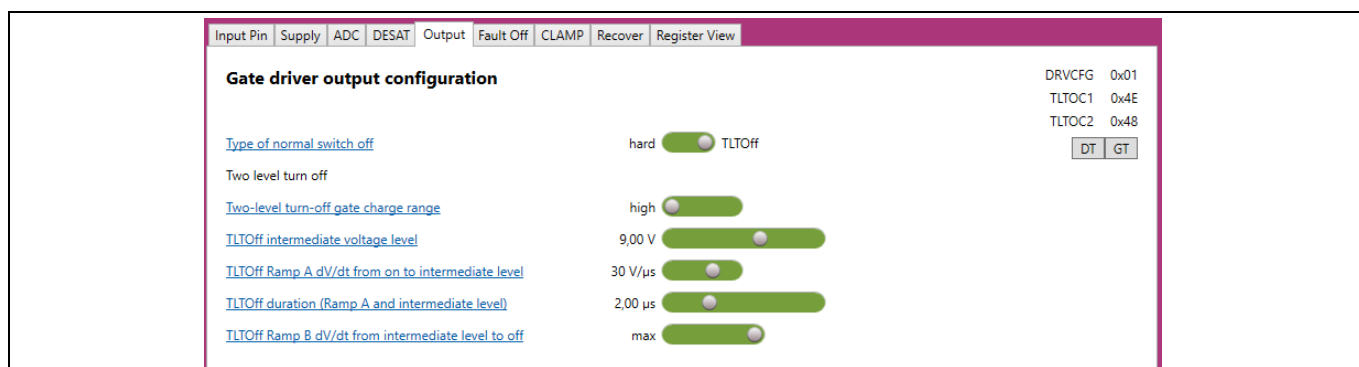 Input Pin Supply ADC DESAT Output Fault Off CLAMP Recover Register View
Gate driver output configuration
DRVCFG 0x01
TLTOC1 0x4E
TLTOC2 0x48
DT GT
Type of normal switch off hard TLTOff
Two level turn off
Two-level turn-off gate charge range high
TLTOff intermediate voltage level 9,00 V
TLTOff Ramp A dV/dt from on to intermediate level 30 V/µs
TLTOff duration (Ramp A and intermediate level) 2,00 µs
TLTOff Ramp B dV/dt from intermediate level to off max